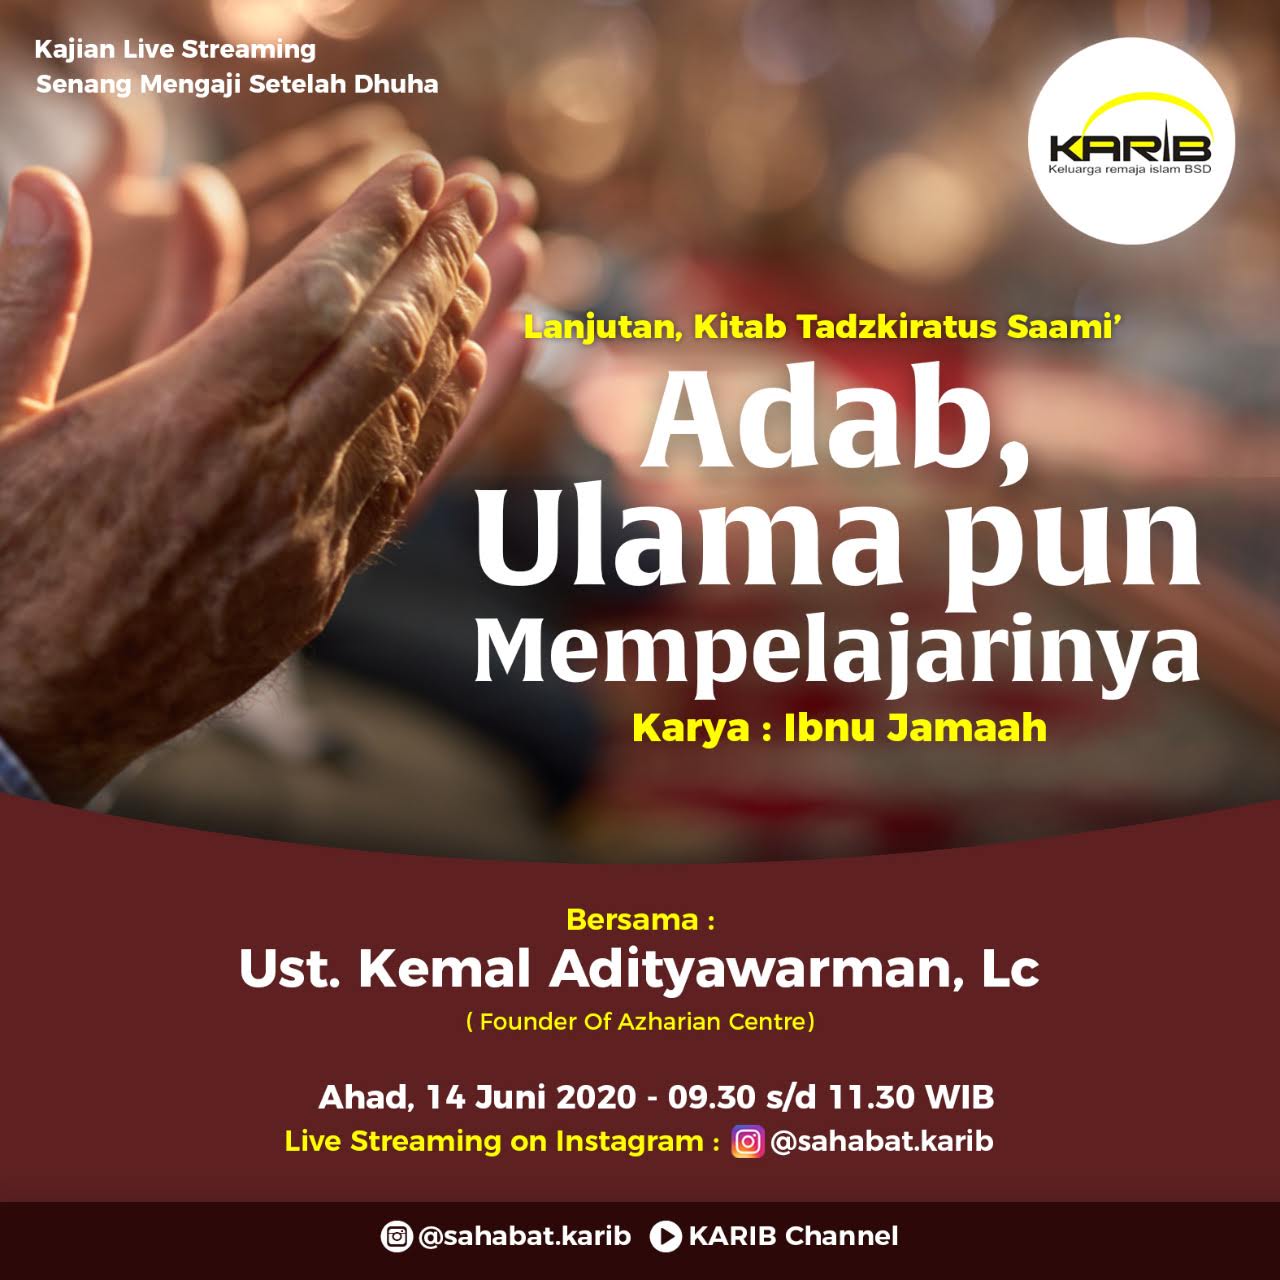 Kajian Live Streaming
Senang Mengaji Setelah Dhuha
KARIB
Keluarga remaja islam BSD
Lanjutan, Kitab Tadzkiratus Saami’
Adab,
Ulama pun
Mempelajarinya
Karya : Ibnu Jamaah
Bersama :
Ust. Kemal Adityawarman, Lc
( Founder Of Azharian Centre)
Ahad, 14 Juni 2020 - 09.30 s/d 11.30 WIB
Live Streaming on Instagram : @sahabat.karib
@sahabat.karib KARIB Channel